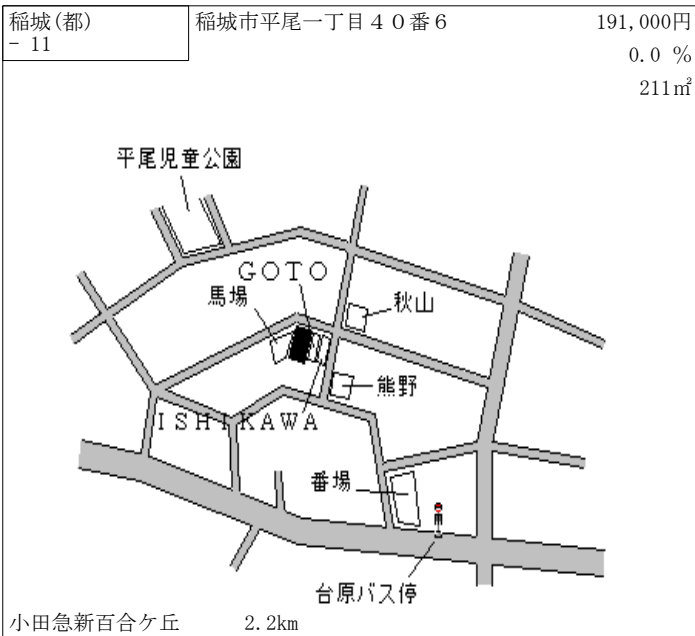 稲城(都)
- 11
稲城市平尾一丁目４０番６
191,000円
0.0 %
211㎡
平尾児童公園
GOTO
馬場
秋山
熊野
ISHIKAWA
番場
台原バス停
小田急新百合ケ丘 2.2km